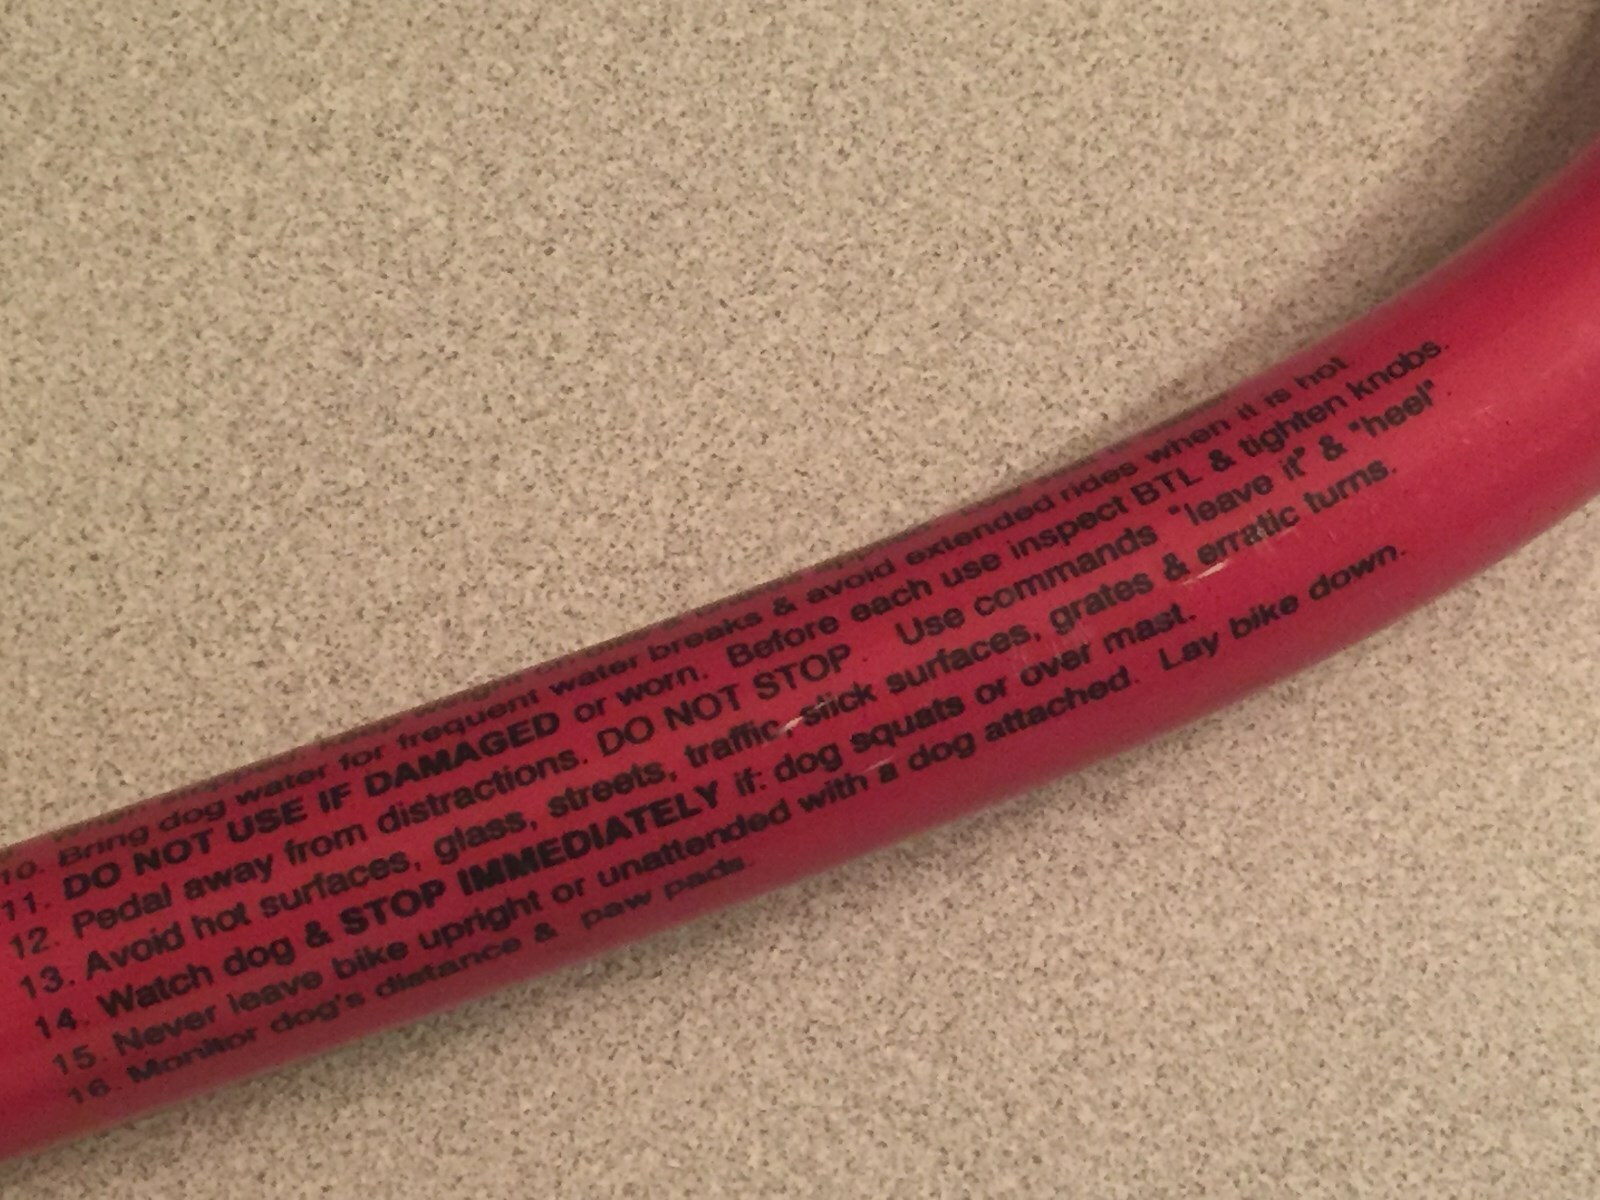 10. Bring dog water for frequent water breaks & avoid extended rides when it is hot
11. DO NOT USE IF DAMAGED or worn. Before each use inspect BTL & tighten knobs.
12. Pedal away from distractions. DO NOT STOP Use commands "leave it" & "heel"
13. Avoid hot surfaces, glass, streets, traffic, slick surfaces, grates & erratic turns.
14. Watch dog & STOP IMMEDIATELY if: dog squats or over mast.
15. Never leave bike upright or unattended with a dog attached. Lay bike down.
16. Monitor dog's distance & paw pads.